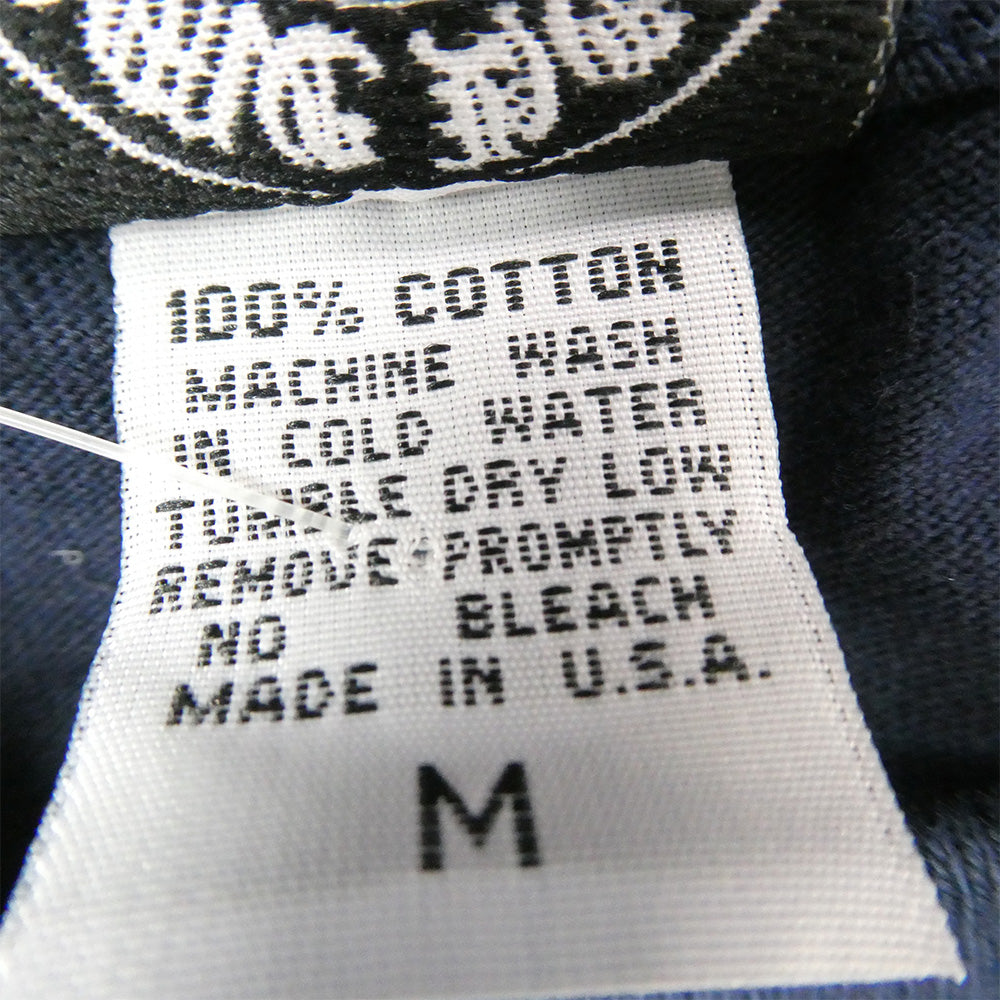 100% COTTON
MACHINE WASH
IN COLD WATER
TUMBLE DRY LOW
REMOVE PROMPTLY
NO BLEACH
MADE IN U.S.A.
M